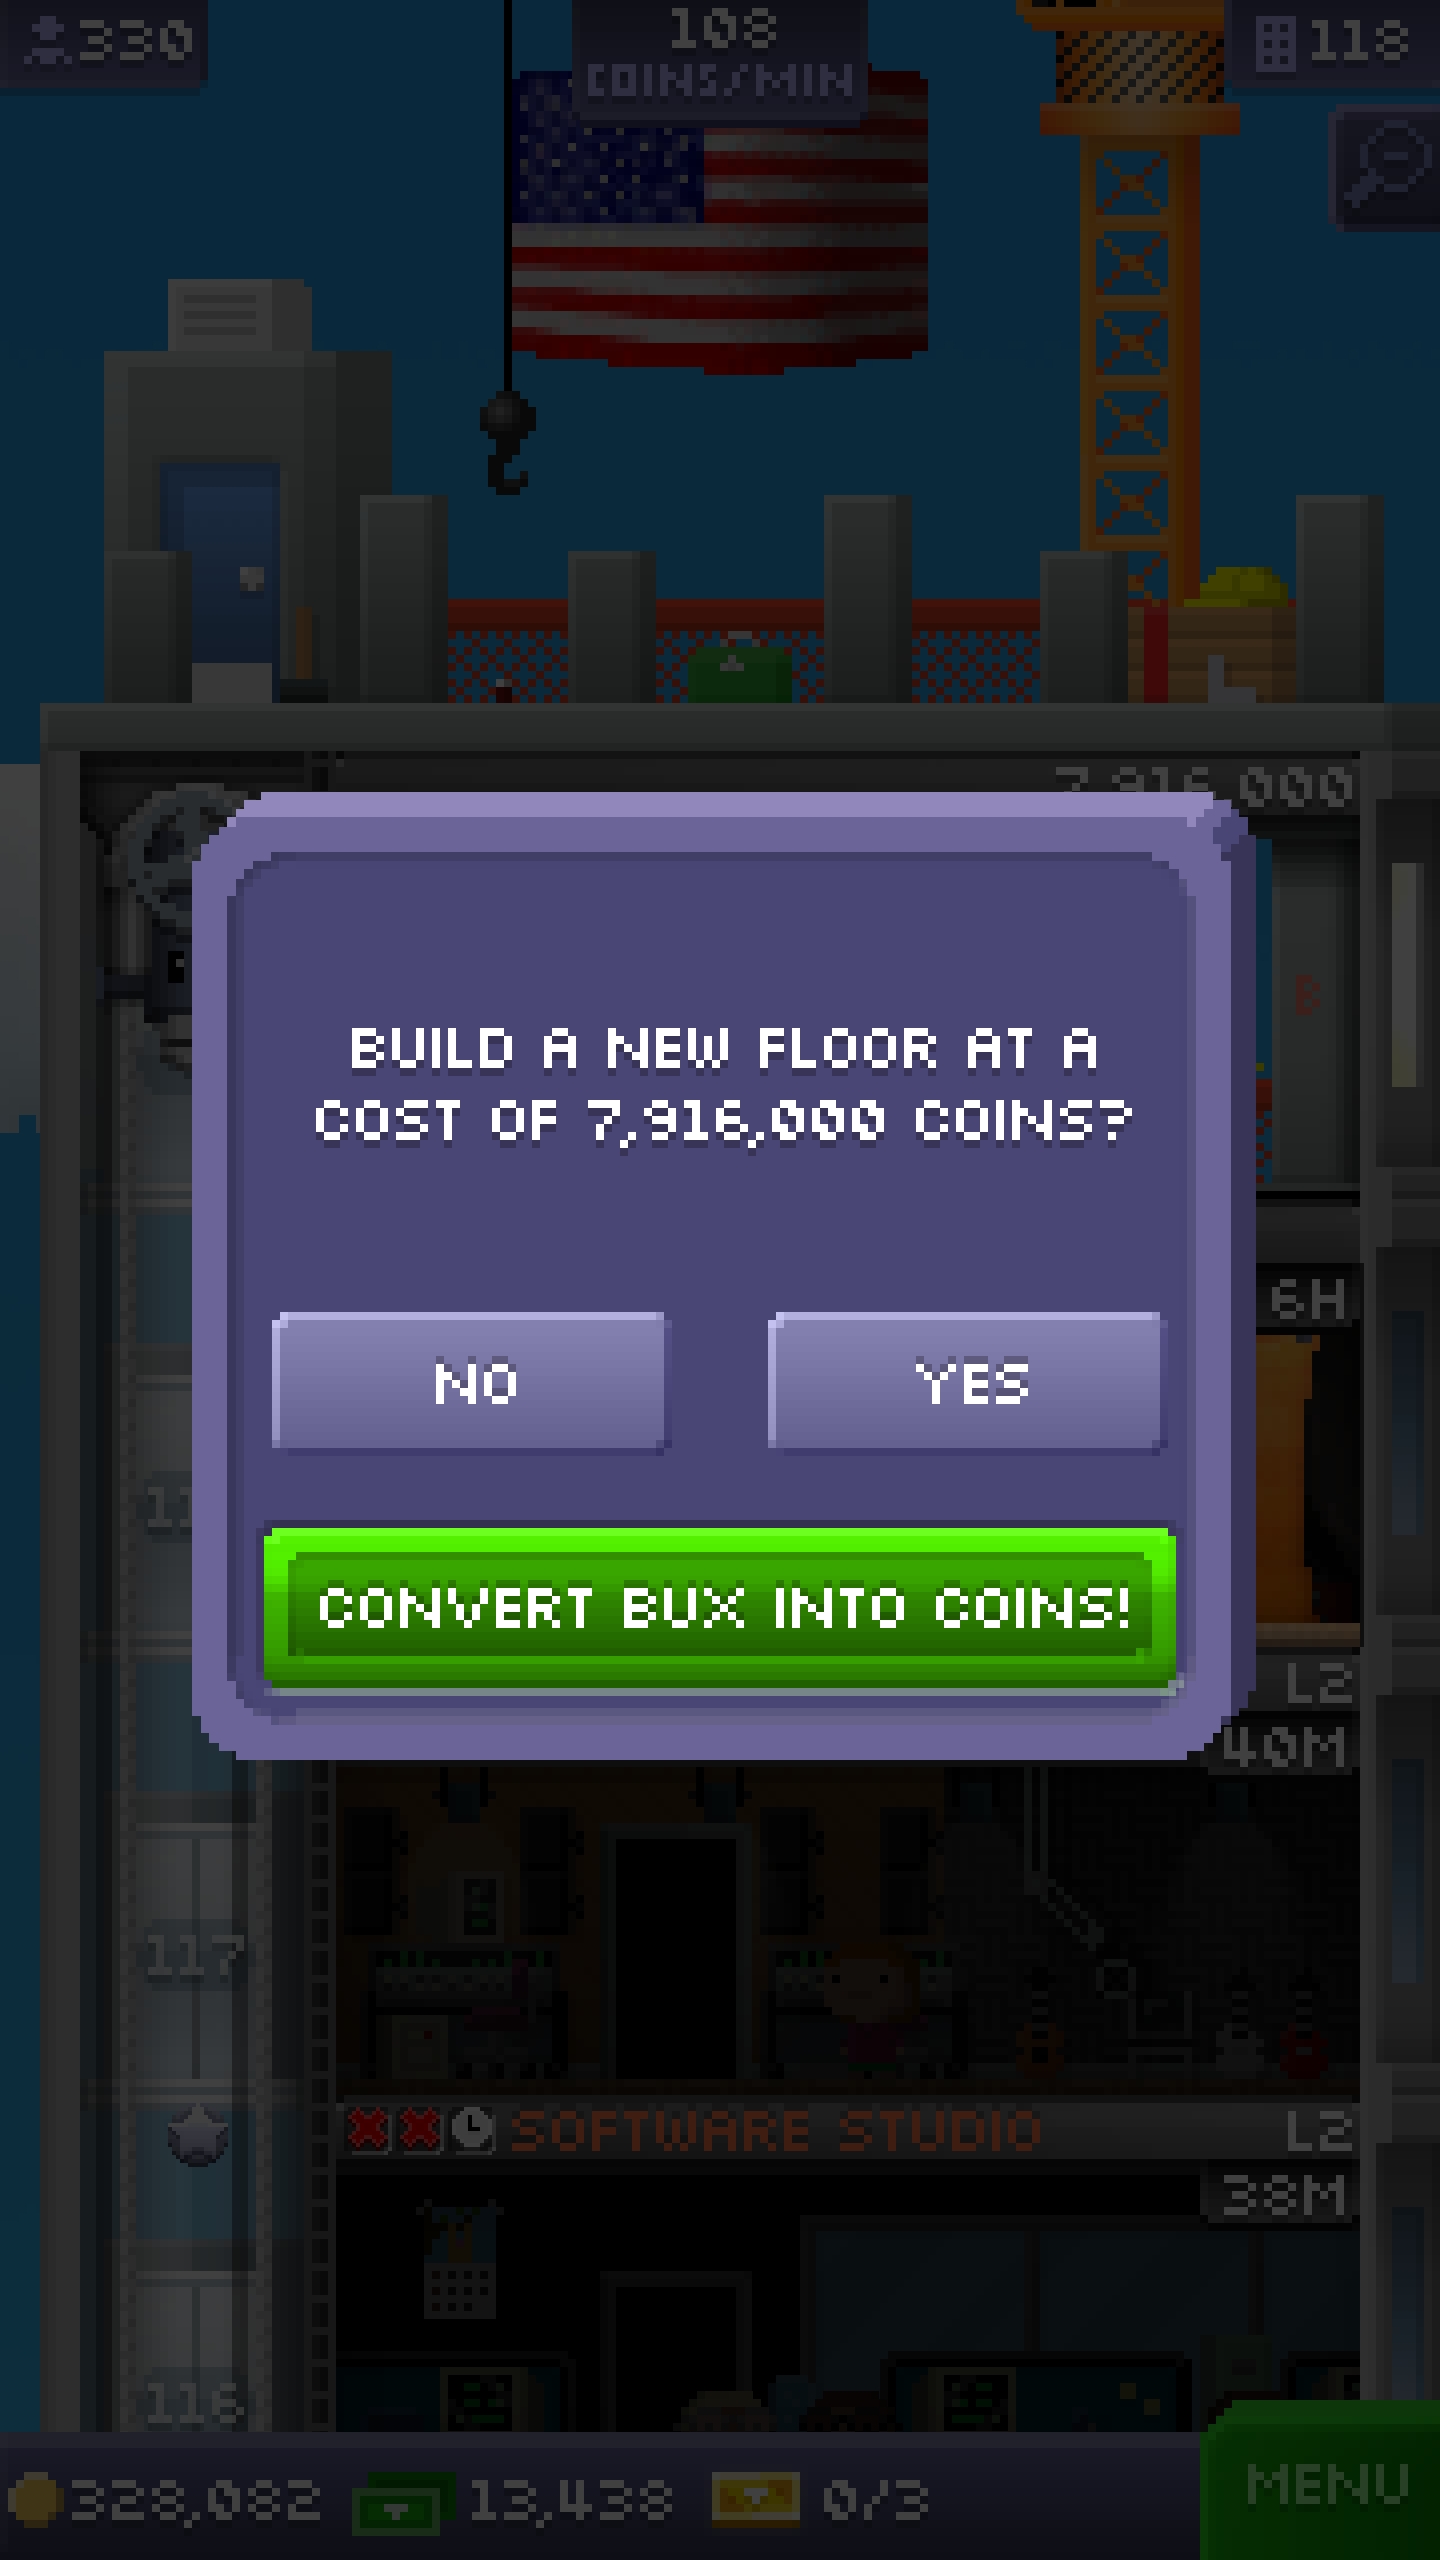 330
108
COINS/MIN
118
7,916,000
BUILD A NEW FLOOR AT A
COST OF 7,916,000 COINS?
6H
NO
YES
CONVERT BUX INTO COINS!
L2
40M
117
SOFTWARE STUDIO
L2
38M
116
328,082
13,438
0/3
MENU